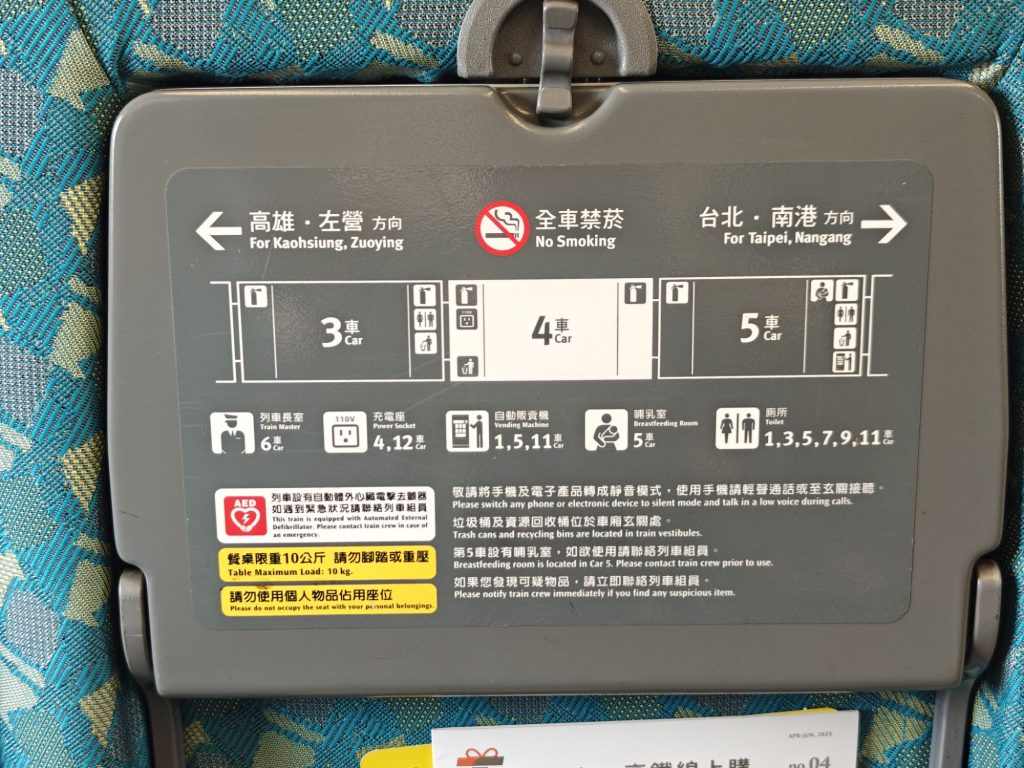 高雄・左營 方向
For Kaohsiung, Zuoying
全車禁菸
No Smoking
台北・南港 方向
For Taipei, Nangang
3車
Car
110V
4車
Car
5車
Car
列車長室
Train Master
6車
Car
110V
充電座
Power Socket
4,12車
Car
自動販賣機
Vending Machine
1,5,11車
Car
哺乳室
Breastfeeding Room
5車
Car
廁所
Toilet
1,3,5,7,9,11車
Car
AED
列車設有自動體外心臟電擊去顫器
如遇到緊急狀況請聯絡列車組員
This train is equipped with Automated External
Defibrillator. Please contact train crew in case of
an emergency.
餐桌限重10公斤 請勿腳踏或重壓
Table Maximum Load: 10 kg.
請勿使用個人物品佔用座位
Please do not occupy the seat with your personal belongings.
敬請將手機及電子產品轉成靜音模式，使用手機請輕聲通話或至玄關接聽。
Please switch any phone or electronic device to silent mode and talk in a low voice during calls.
垃圾桶及資源回收桶位於車廂玄關處。
Trash cans and recycling bins are located in train vestibules.
第5車設有哺乳室，如欲使用請聯絡列車組員。
Breastfeeding room is located in Car 5. Please contact train crew prior to use.
如果您發現可疑物品，請立即聯絡列車組員。
Please notify train crew immediately if you find any suspicious item.
APR-JUN, 2025
高鐵線上購
no.04